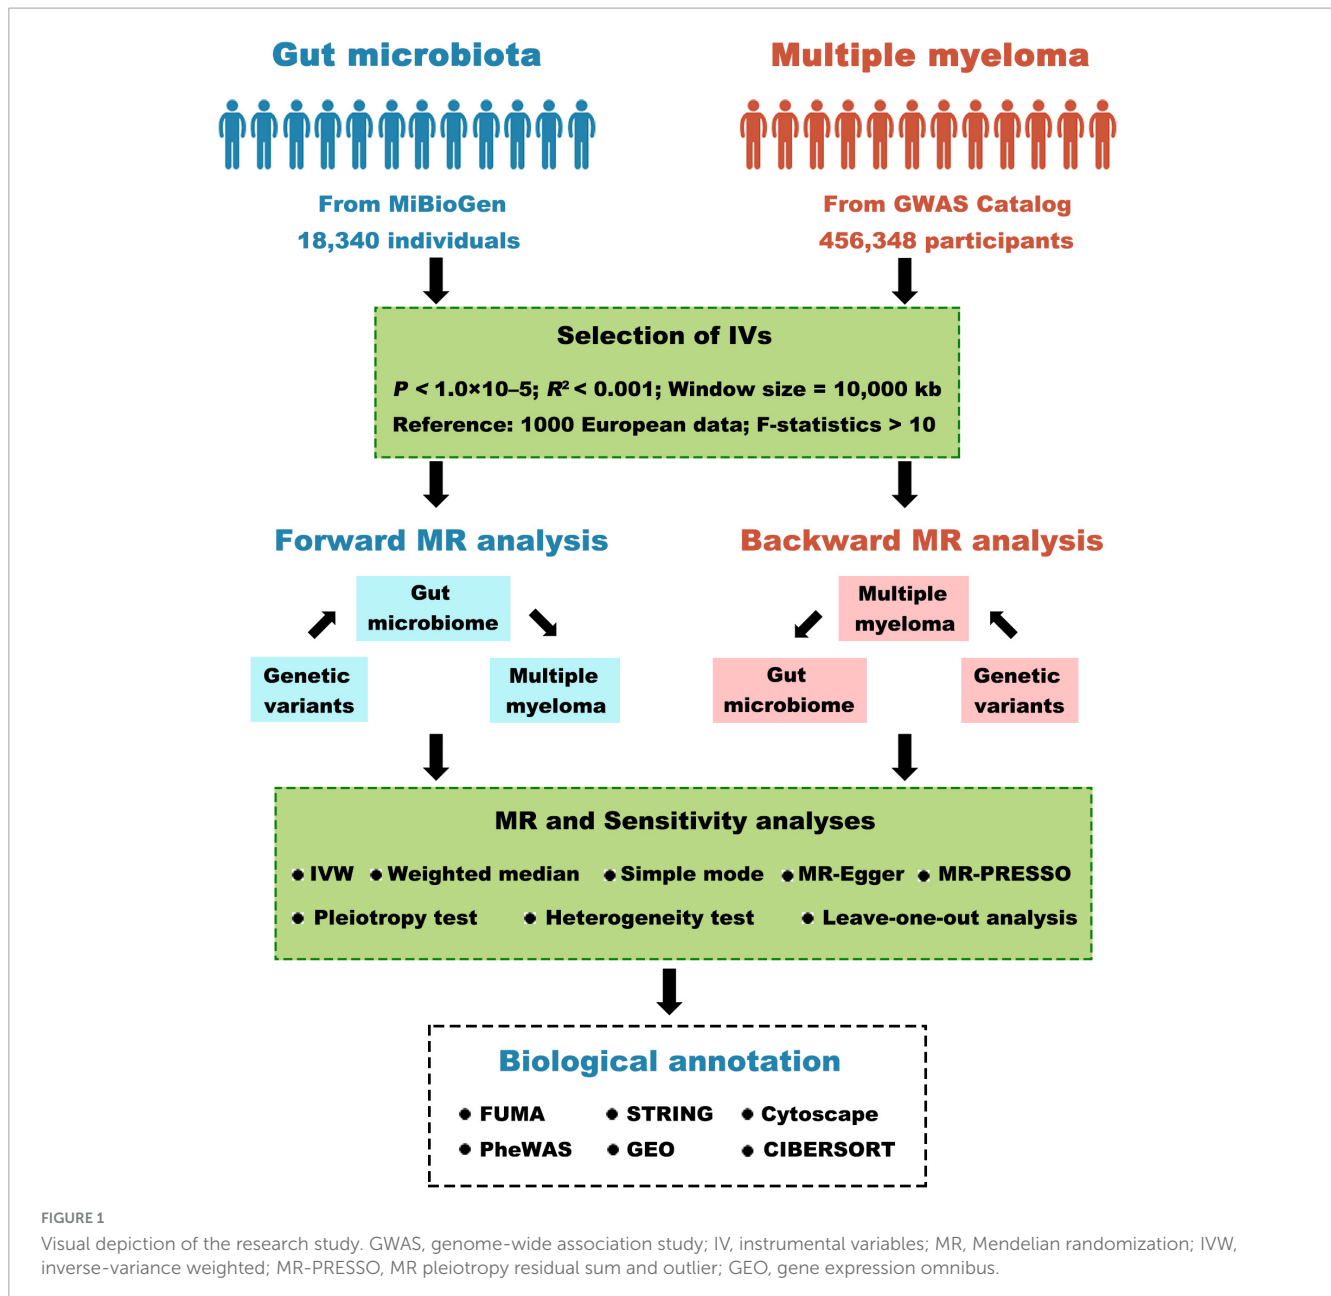 Gut microbiota
Multiple myeloma
From MiBioGen
18,340 individuals
From GWAS Catalog
456,348 participants
Selection of IVs
P < 1.0×10–5; R² < 0.001; Window size = 10,000 kb
Reference: 1000 European data; F-statistics > 10
Forward MR analysis
Gut
microbiome
Genetic
variants
Multiple
myeloma
Backward MR analysis
Multiple
myeloma
Gut
microbiome
Genetic
variants
MR and Sensitivity analyses
● IVW ● Weighted median ● Simple mode ● MR-Egger ● MR-PRESSO
● Pleiotropy test ● Heterogeneity test ● Leave-one-out analysis
Biological annotation
● FUMA ● STRING ● Cytoscape
● PheWAS ● GEO ● CIBERSORT
FIGURE 1
Visual depiction of the research study. GWAS, genome-wide association study; IV, instrumental variables; MR, Mendelian randomization; IVW,
inverse-variance weighted; MR-PRESSO, MR pleiotropy residual sum and outlier; GEO, gene expression omnibus.